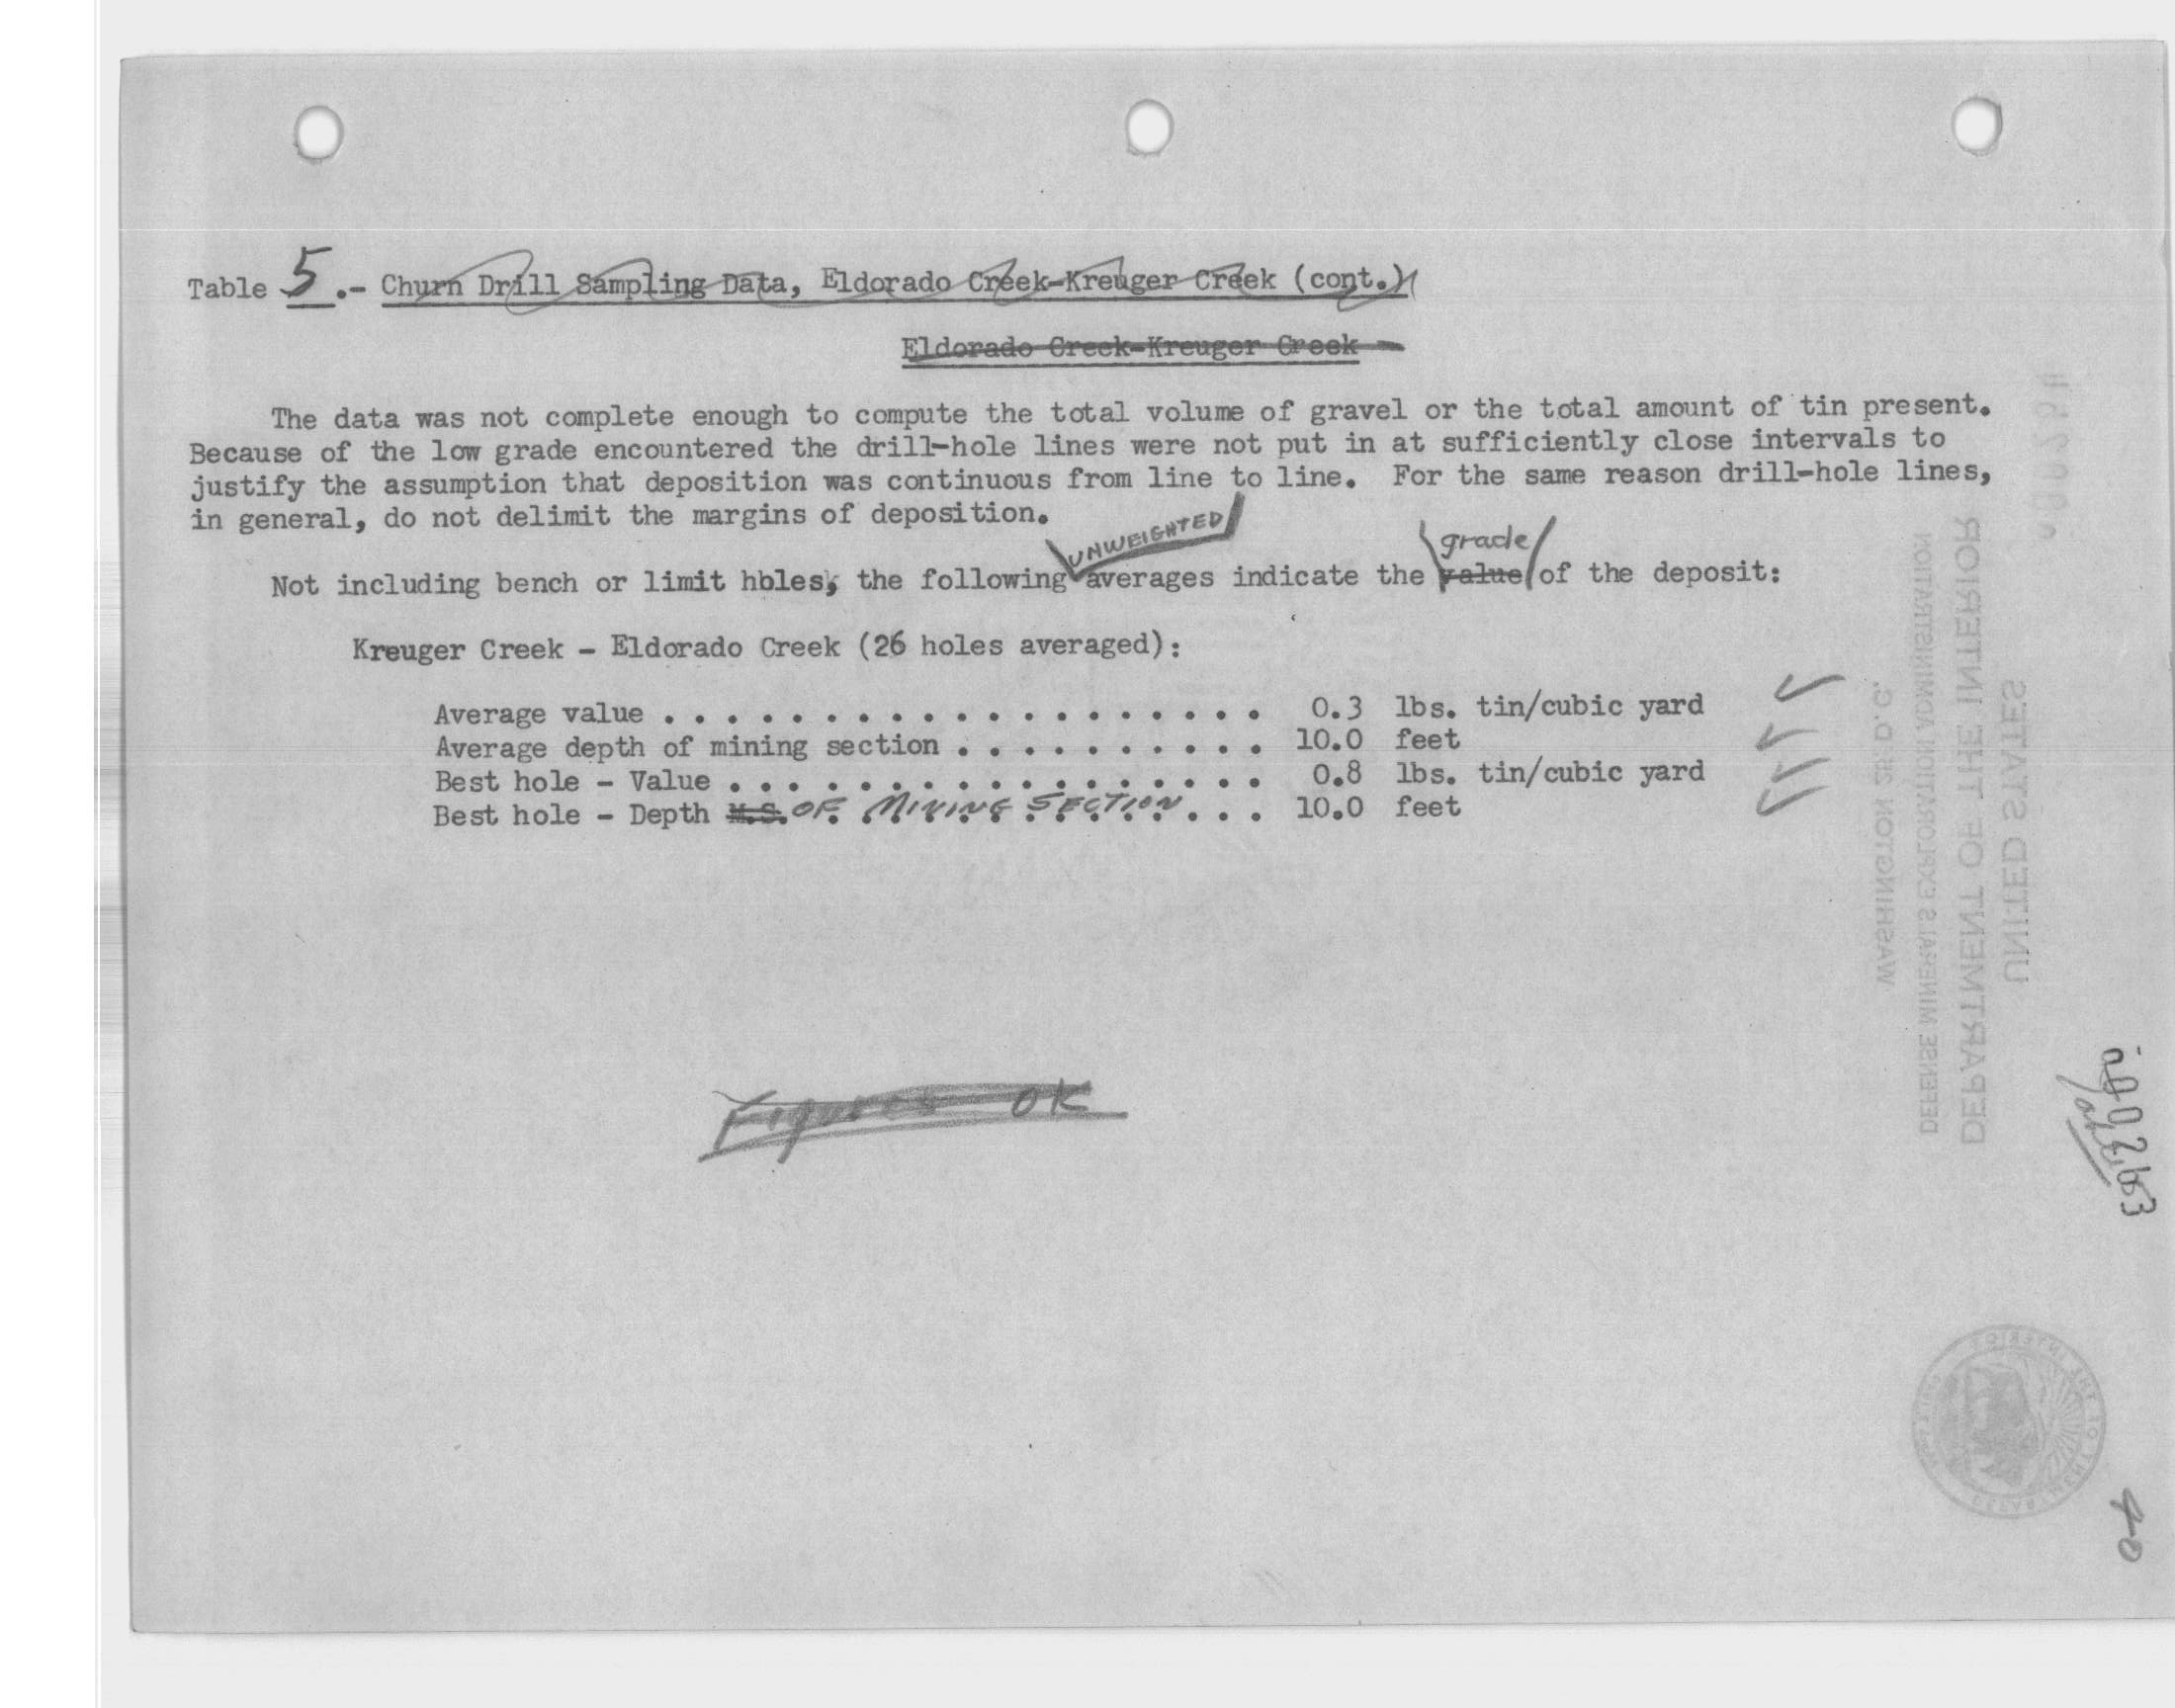 Table 5.- Churn Drill Sampling Data, Eldorado Creek-Kreuger Creek (cont.)
Eldorado Creek-Kreuger Creek
The data was not complete enough to compute the total volume of gravel or the total amount of tin present.
Because of the low grade encountered the drill-hole lines were not put in at sufficiently close intervals to
justify the assumption that deposition was continuous from line to line. For the same reason drill-hole lines,
in general, do not delimit the margins of deposition.
UNWEIGHTED grade
Not including bench or limit holes, the following averages indicate the value of the deposit:
Kreuger Creek - Eldorado Creek (26 holes averaged):
Average value . . . . . . . . . . . . . . . . . . . 0.3 lbs. tin/cubic yard
Average depth of mining section . . . . . . . . . . 10.0 feet
Best hole - Value . . . . . . . . . . . . . . . . . 0.8 lbs. tin/cubic yard
Best hole - Depth M.S. OF MINING SECTION . . . 10.0 feet
Figures OK
UNITED STATES
DEPARTMENT OF THE INTERIOR
DEFENSE MINERALS EXPLORATION ADMINISTRATION
WASHINGTON 25 D.C.
40